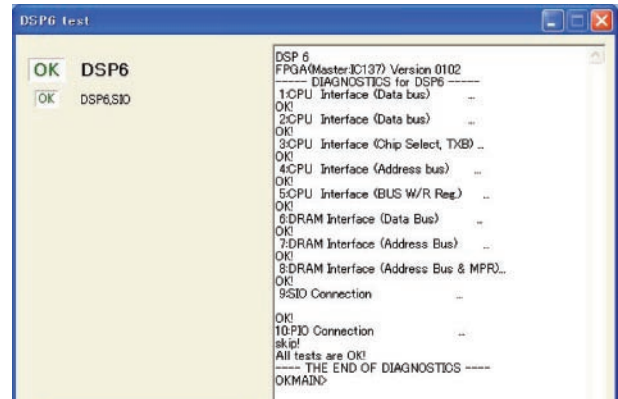 DSP6 test
OK DSP6
OK DSP6,SIO
DSP 6
FPGA(Master:IC137) Version 0102
----- DIAGNOSTICS for DSP6 -----
1:CPU Interface (Data bus) ...
OK!
2:CPU Interface (Data bus) ...
OK!
3:CPU Interface (Chip Select, TXB) ...
OK!
4:CPU Interface (Address bus) ...
OK!
5:CPU Interface (BUS W/R Reg.) ...
OK!
6:DRAM Interface (Data Bus) ...
OK!
7:DRAM Interface (Address Bus) ...
OK!
8:DRAM Interface (Address Bus & MPR)...
OK!
9:SIO Connection ...
OK!
10:PIO Connection ...
skip!
All tests are OK!
---- THE END OF DIAGNOSTICS ----
OKMAIN>